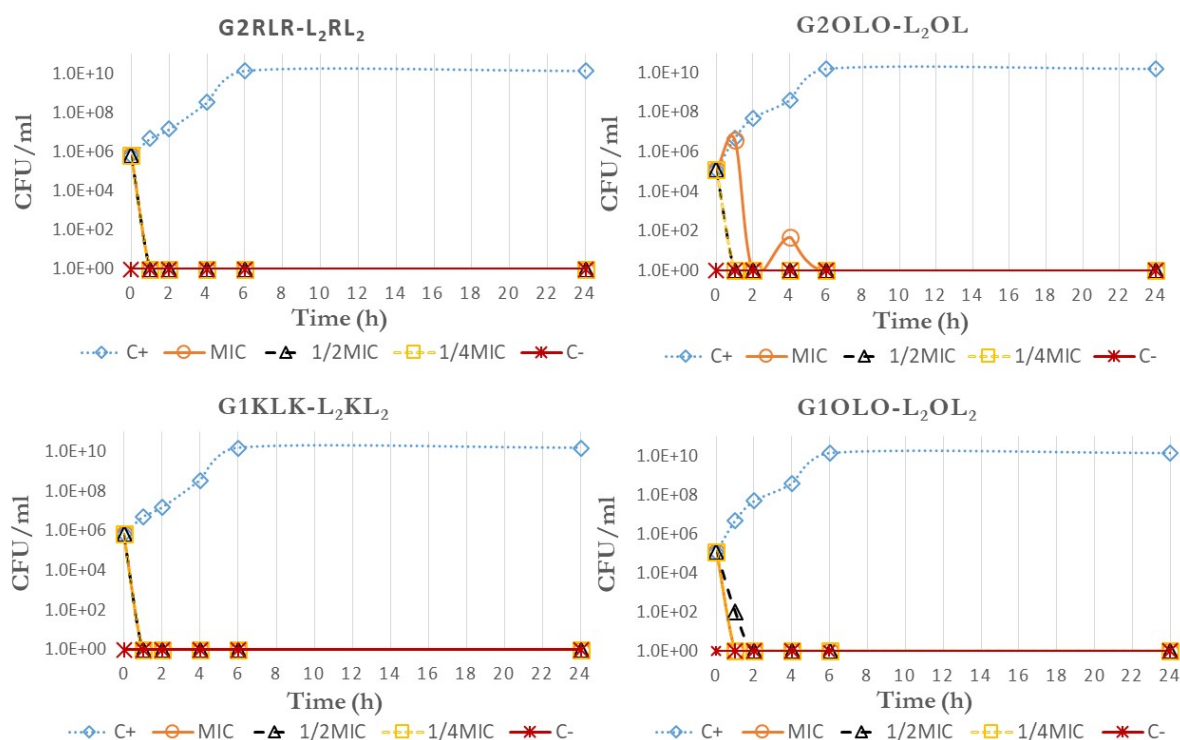 G2RLR-L₂RL₂
CFU/ml
1.0E+10
1.0E+08
1.0E+06
1.0E+04
1.0E+02
1.0E+00
0 2 4 6 8 10 12 14 16 18 20 22 24
Time (h)
C+ MIC 1/2MIC 1/4MIC C-
G2OLO-L₂OL
CFU/ml
1.0E+10
1.0E+08
1.0E+06
1.0E+04
1.0E+02
1.0E+00
0 2 4 6 8 10 12 14 16 18 20 22 24
Time (h)
C+ MIC 1/2MIC 1/4MIC C-
G1KLK-L₂KL₂
CFU/ml
1.0E+10
1.0E+08
1.0E+06
1.0E+04
1.0E+02
1.0E+00
0 2 4 6 8 10 12 14 16 18 20 22 24
Time (h)
C+ MIC 1/2MIC 1/4MIC C-
G1OLO-L₂OL₂
CFU/ml
1.0E+10
1.0E+08
1.0E+06
1.0E+04
1.0E+02
1.0E+00
0 2 4 6 8 10 12 14 16 18 20 22 24
Time (h)
C+ MIC 1/2MIC 1/4MIC C-